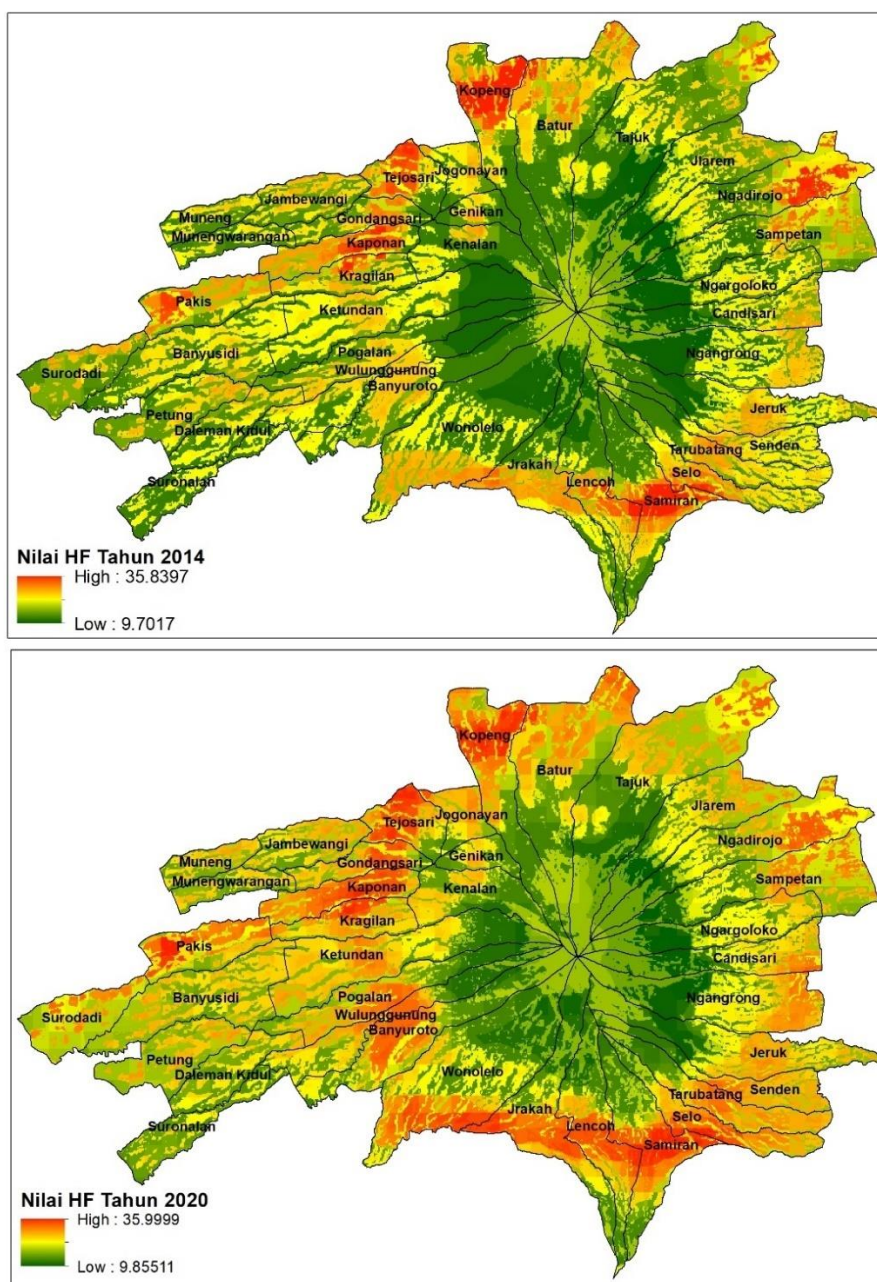 Kopeng
Batur
Tajuk
Jlarem
Tejosari
Jogonayan
Ngadirojo
Jambewangi
Muneng
Gondangsari
Genikan
Munengwarangan
Kaponan
Kenalan
Sampetan
Kragilan
Ngargoloko
Pakis
Ketundan
Candisari
Banyusidi
Pogalan
Ngangrong
Surodadi
Wulunggunung
Banyuroto
Petung
Jeruk
Daleman Kidul
Wonolelo
Tarubatang
Senden
Jrakah
Selo
Suronalan
Lencoh
Samiran
Nilai HF Tahun 2014
High : 35.8397
Low : 9.7017
Kopeng
Batur
Tajuk
Jlarem
Tejosari
Jogonayan
Ngadirojo
Jambewangi
Muneng
Gondangsari
Genikan
Munengwarangan
Kaponan
Kenalan
Sampetan
Kragilan
Ngargoloko
Pakis
Ketundan
Candisari
Banyusidi
Pogalan
Ngangrong
Surodadi
Wulunggunung
Banyuroto
Petung
Jeruk
Daleman Kidul
Wonolelo
Tarubatang
Senden
Jrakah
Selo
Suronalan
Lencoh
Samiran
Nilai HF Tahun 2020
High : 35.9999
Low : 9.85511